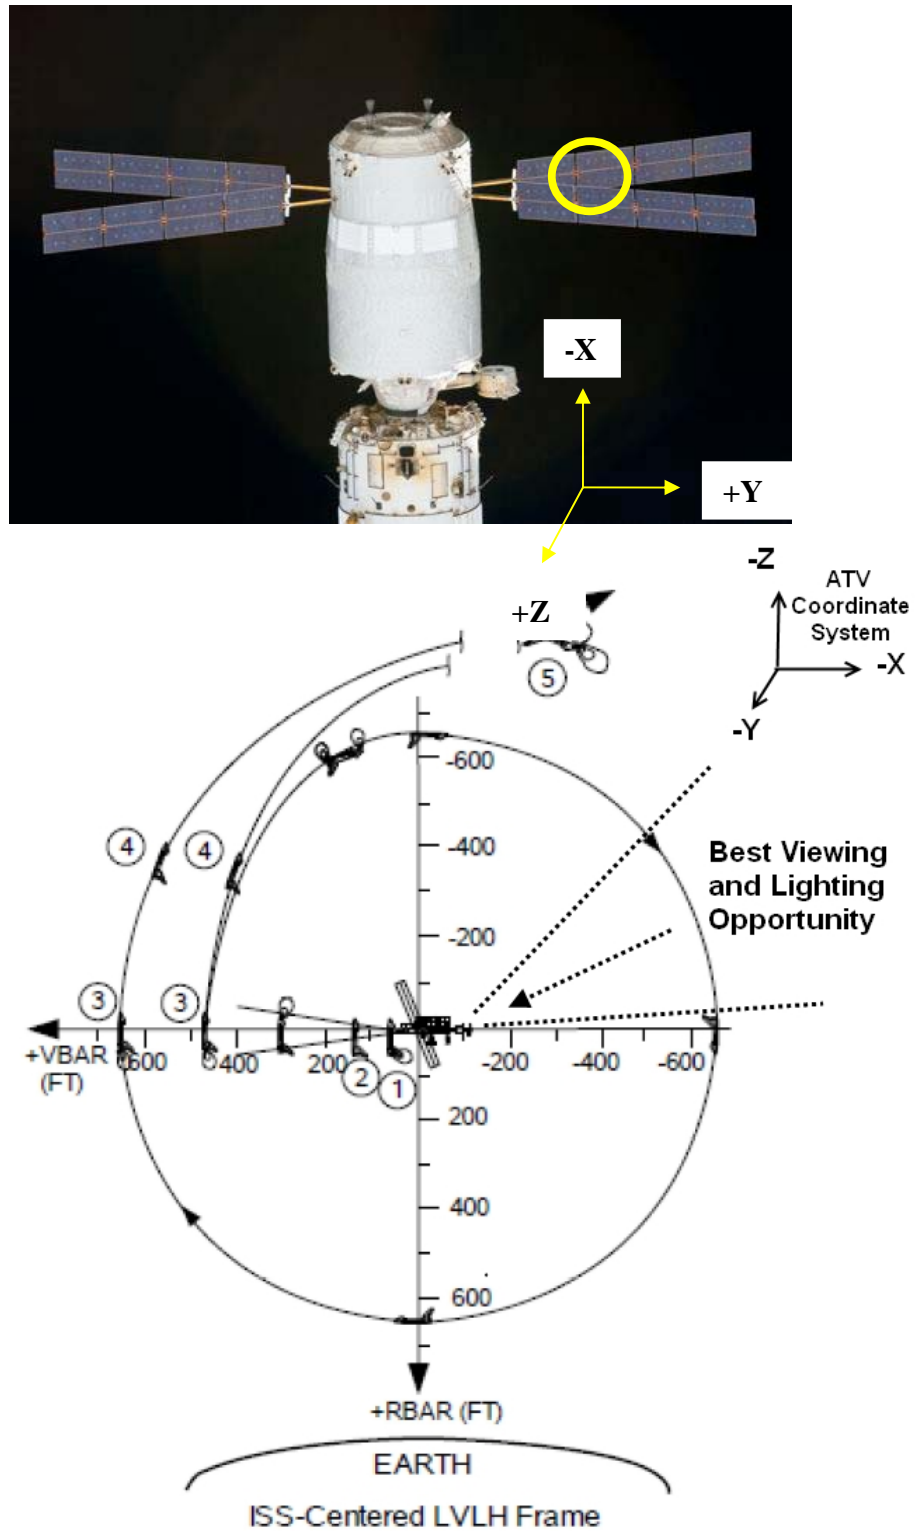 -X
+Y
+Z
-Z
ATV
Coordinate
System
-X
-Y
5
-600
4
4
-400
Best Viewing
and Lighting
Opportunity
-200
3
3
+VBAR
(FT)
600
400
200
-200
-400
-600
2
1
200
400
600
+RBAR (FT)
EARTH
ISS-Centered LVLH Frame